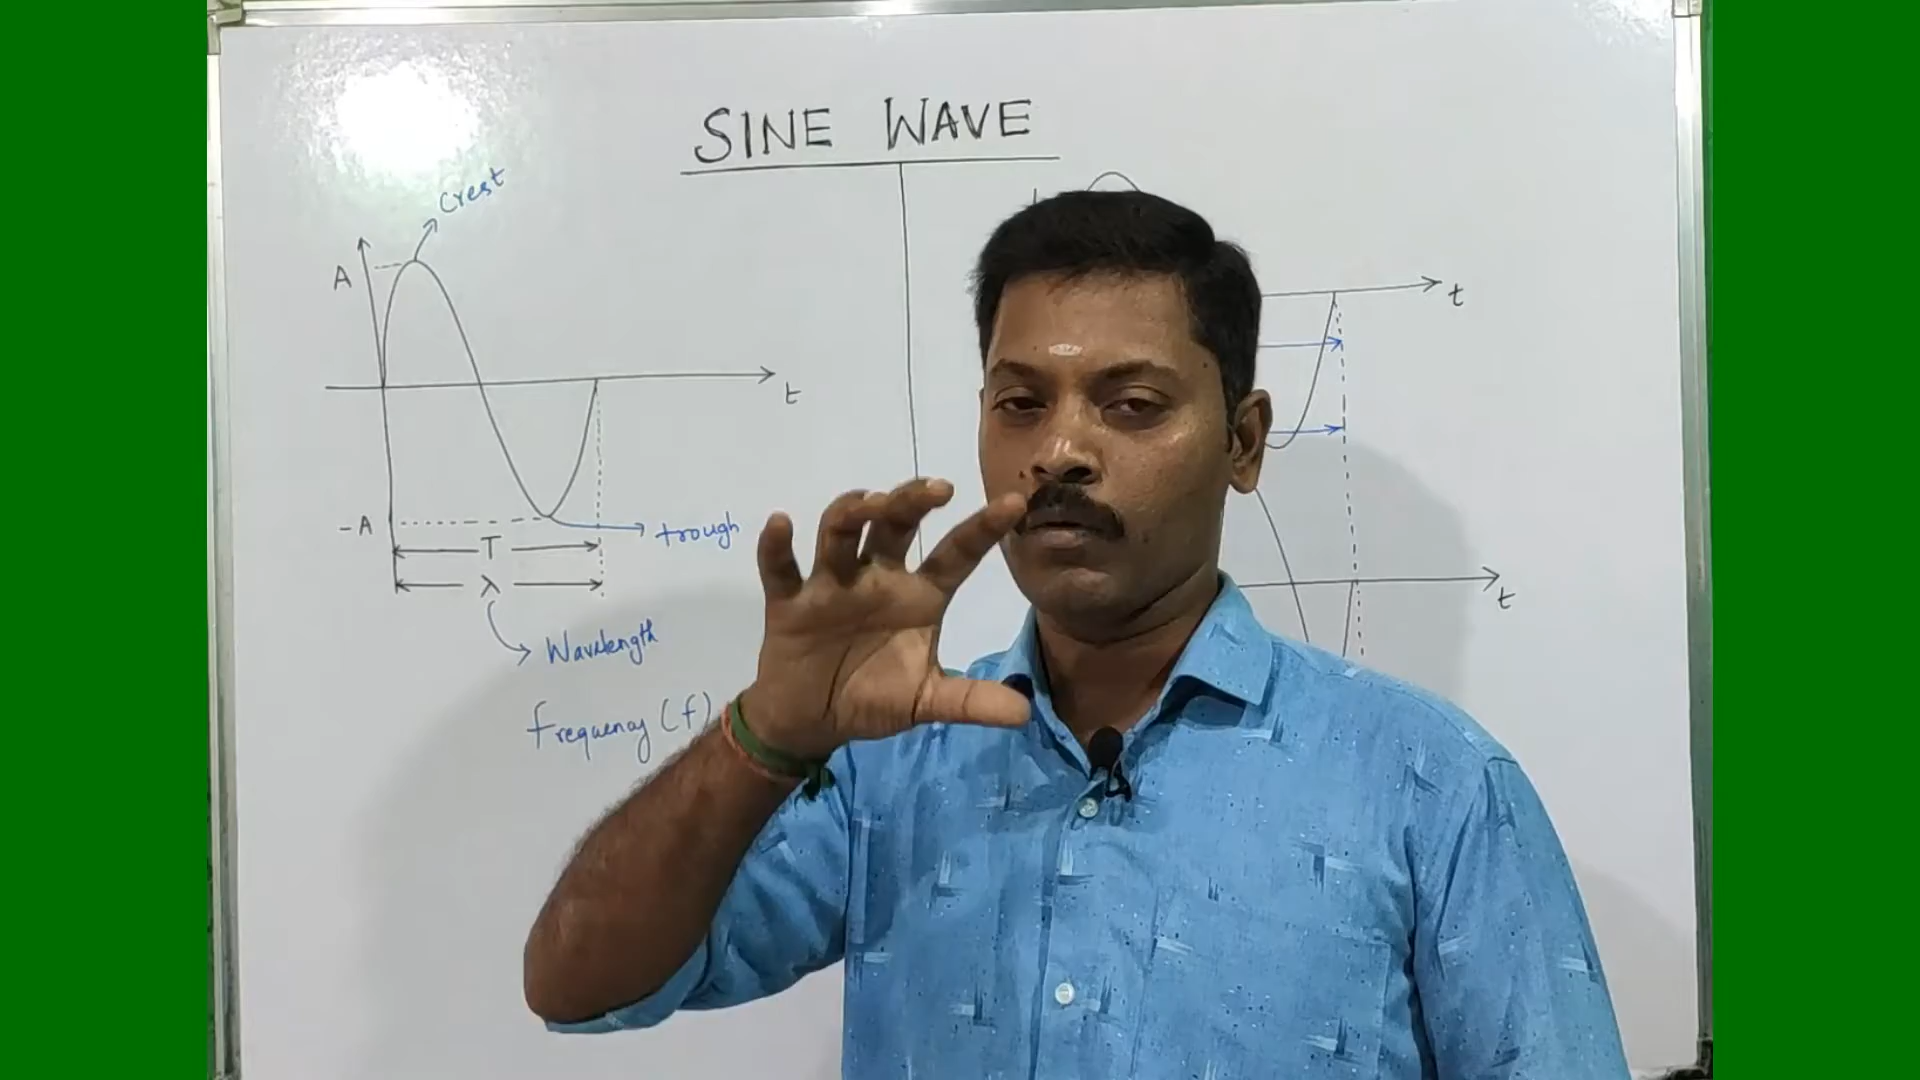 SINE WAVE
Crest
A
t
-A
trough
T
λ
Wavelength
frequency (f)
t
t